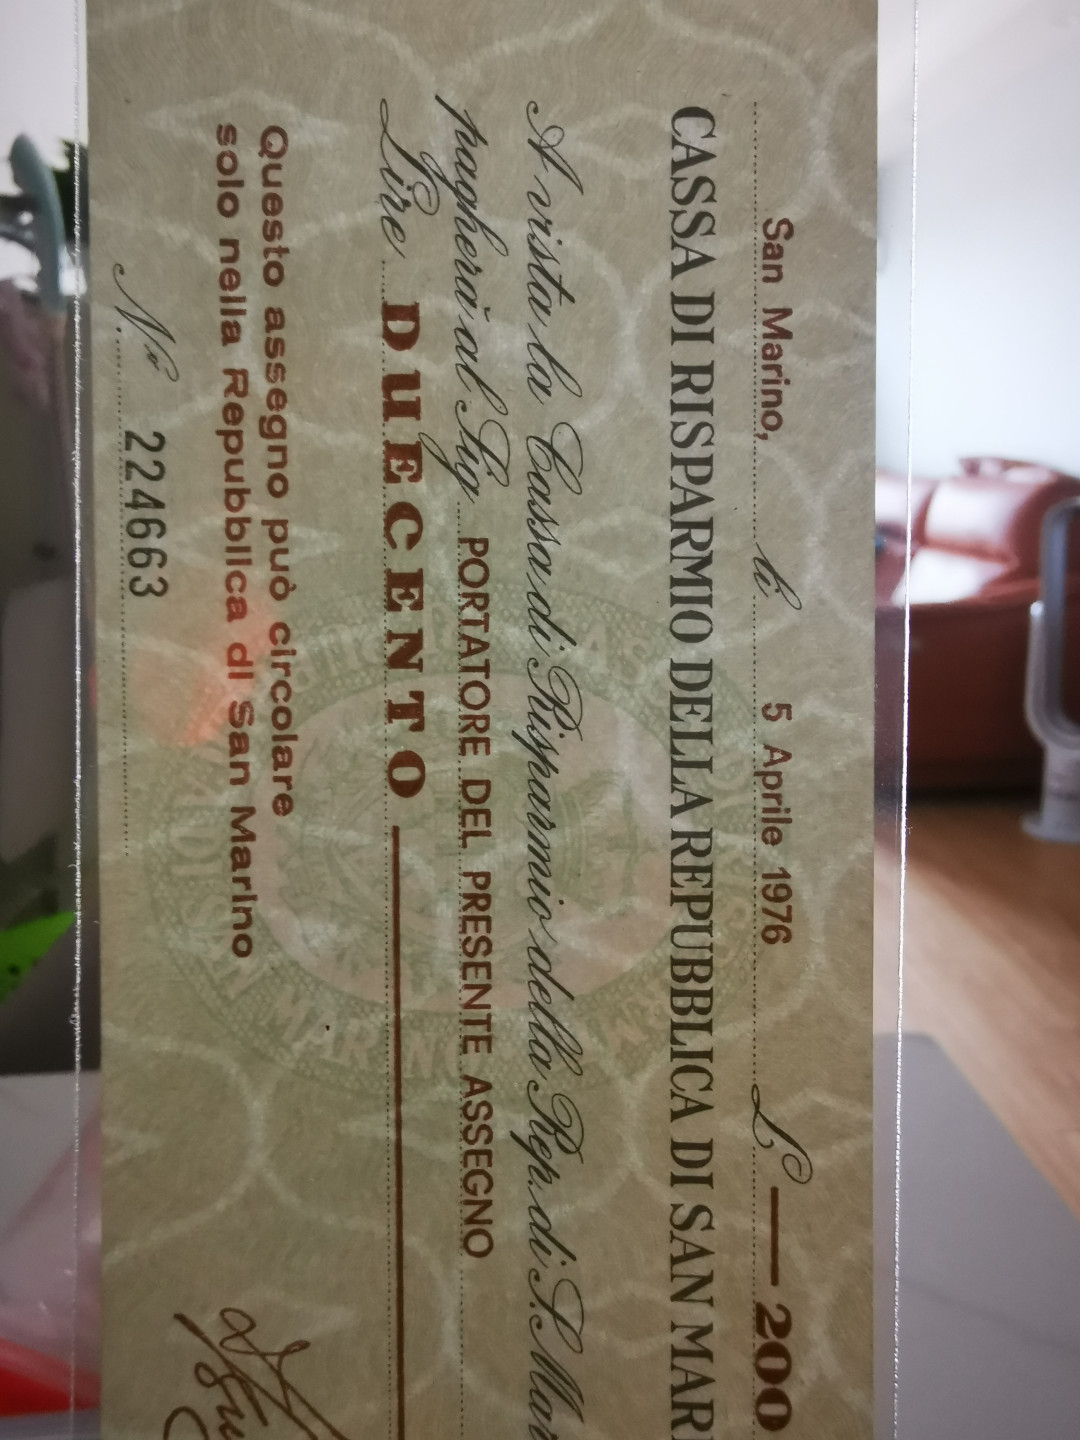 San Marino, li 5 Aprile 1976 L — 200
CASSA DI RISPARMIO DELLA REPUBBLICA DI SAN MARI
A vista la Cassa di Risparmio della Rep. di S. Mar
pagherà al Sig. PORTATORE DEL PRESENTE ASSEGNO
Lire DUECENTO
Questo assegno può circolare
solo nella Repubblica di San Marino
N.º 224663